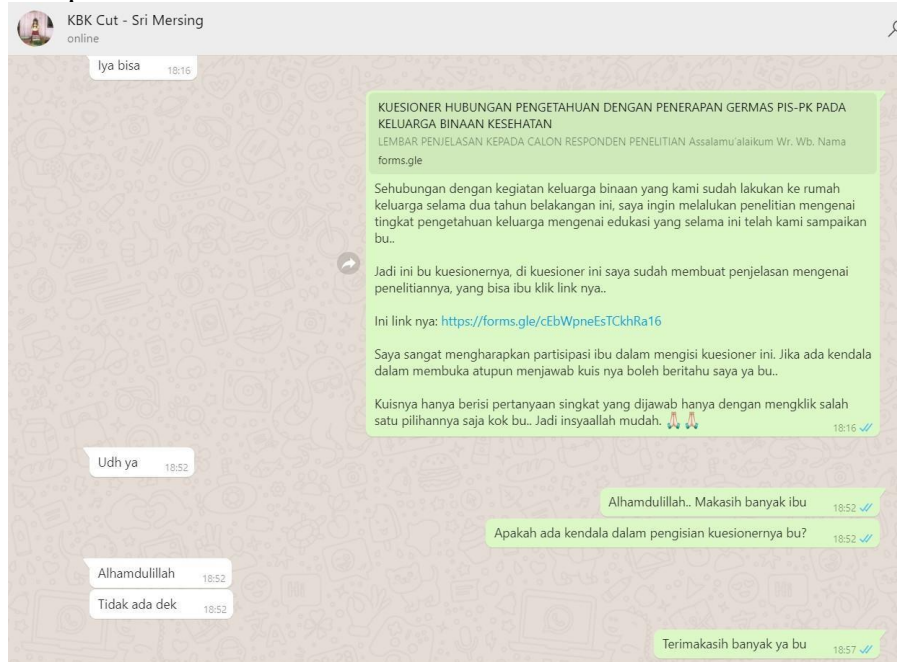 KBK Cut - Sri Mersing
online
Iya bisa 18:16
KUESIONER HUBUNGAN PENGETAHUAN DENGAN PENERAPAN GERMAS PIS-PK PADA
KELUARGA BINAAN KESEHATAN
LEMBAR PENJELASAN KEPADA CALON RESPONDEN PENELITIAN Assalamu'alaikum Wr. Wb. Nama
forms.gle
Sehubungan dengan kegiatan keluarga binaan yang kami sudah lakukan ke rumah
keluarga selama dua tahun belakangan ini, saya ingin melalukan penelitian mengenai
tingkat pengetahuan keluarga mengenai edukasi yang selama ini telah kami sampaikan
bu..
Jadi ini bu kuesionernya, di kuesioner ini saya sudah membuat penjelasan mengenai
penelitiannya, yang bisa ibu klik link nya..
Ini link nya: https://forms.gle/cEbWpneEsTCkhRa16
Saya sangat mengharapkan partisipasi ibu dalam mengisi kuesioner ini. Jika ada kendala
dalam membuka atupun menjawab kuis nya boleh beritahu saya ya bu..
Kuisnya hanya berisi pertanyaan singkat yang dijawab hanya dengan mengklik salah
satu pilihannya saja kok bu.. Jadi insyaallah mudah. 🙏🙏 18:16
Udh ya 18:52
Alhamdulillah.. Makasih banyak ibu 18:52
Apakah ada kendala dalam pengisian kuesionernya bu? 18:52
Alhamdulillah 18:52
Tidak ada dek 18:52
Terimakasih banyak ya bu 18:57